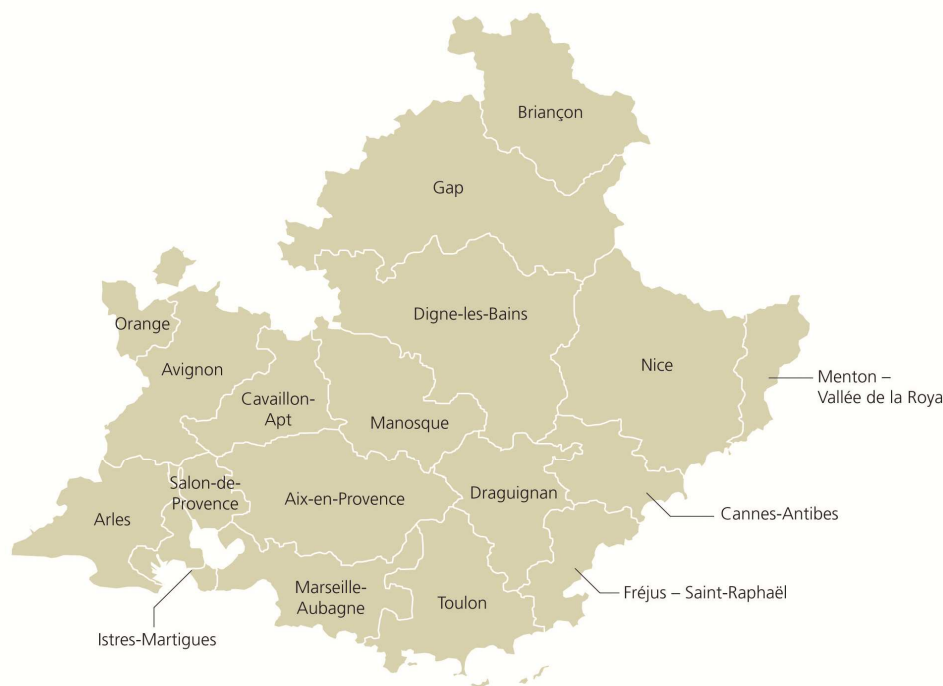 Briançon
Gap
Digne-les-Bains
Orange
Avignon
Nice
Menton –
Vallée de la Roya
Cavaillon-
Apt
Manosque
Salon-de-
Provence
Aix-en-Provence
Draguignan
Arles
Cannes-Antibes
Marseille-
Aubagne
Toulon
Fréjus – Saint-Raphaël
Istres-Martigues